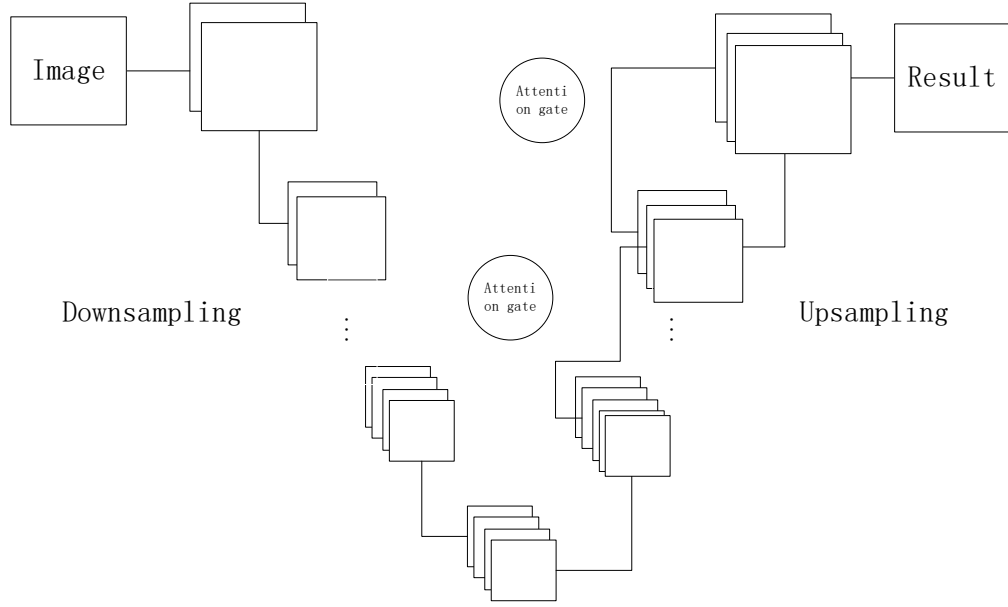 Image
Attenti
on gate
Result
Attenti
on gate
Downsampling
Upsampling